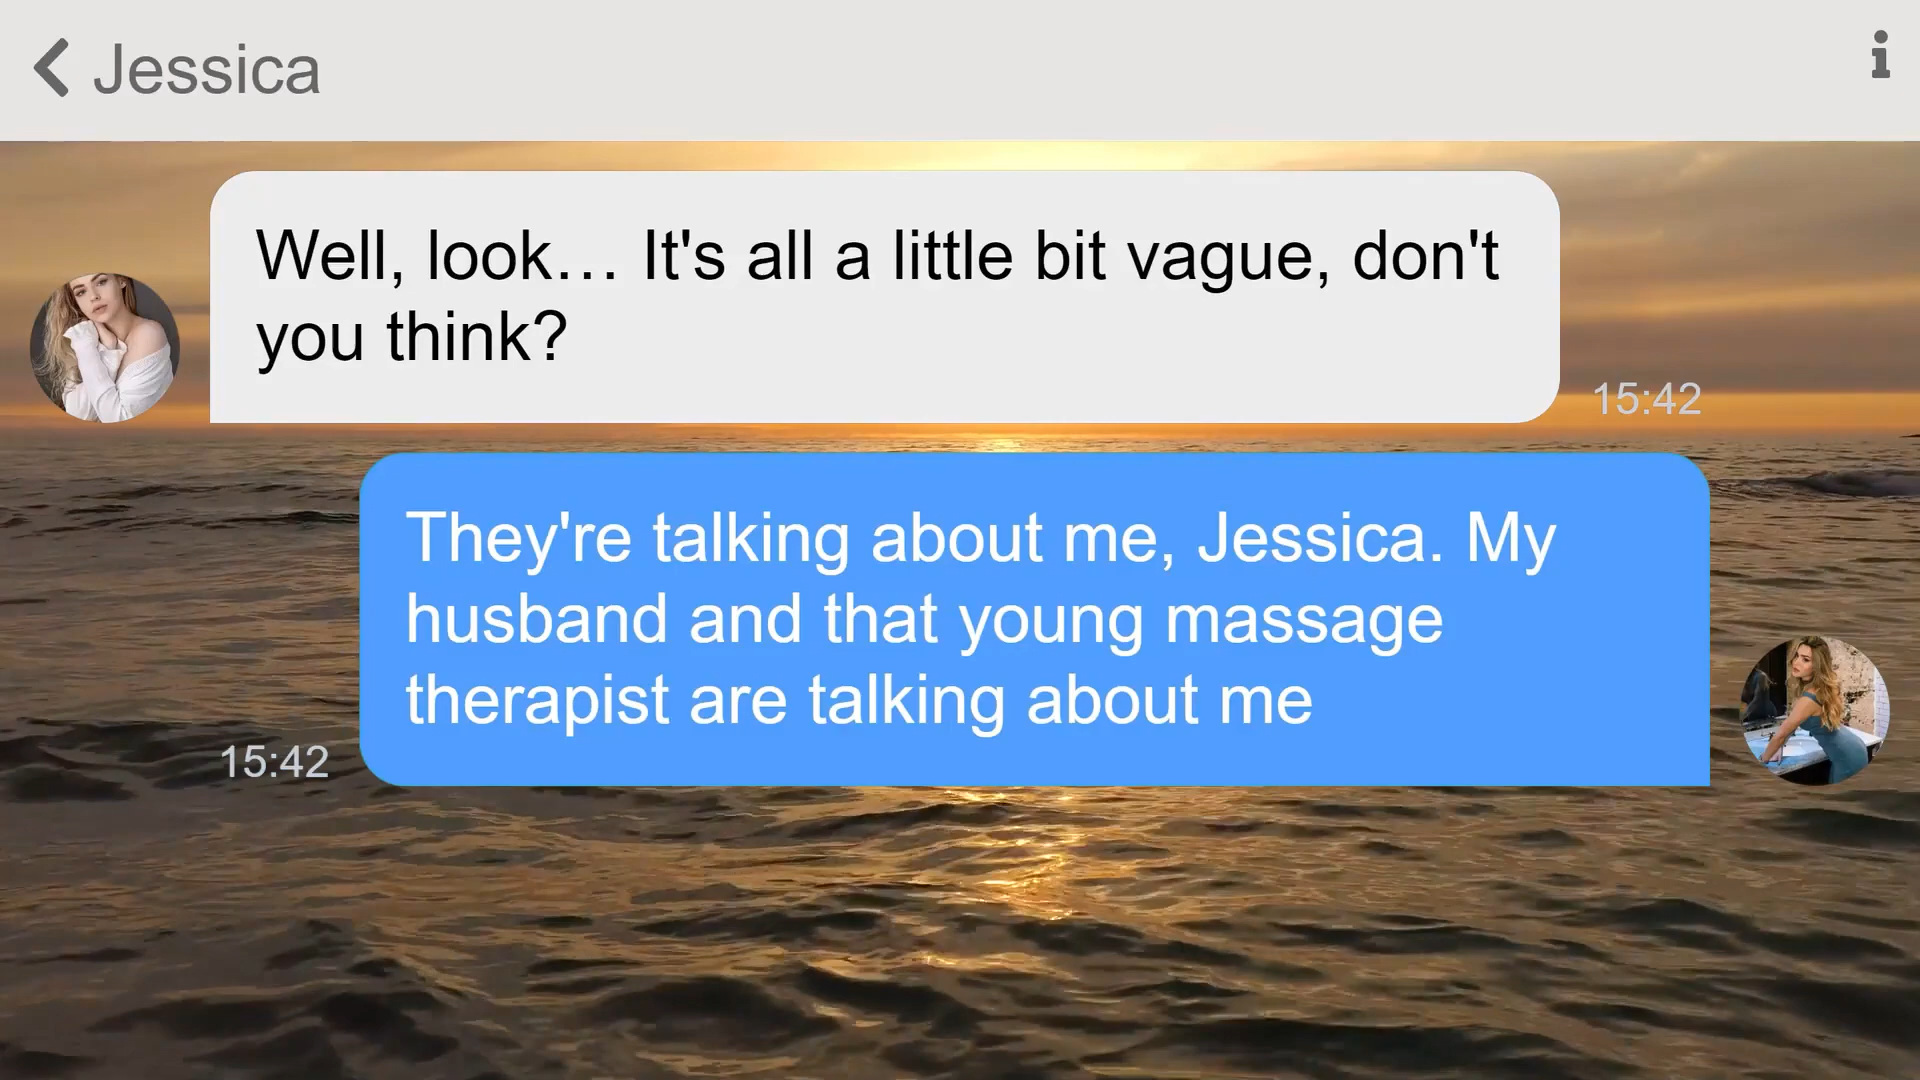 Jessica
Well, look… It's all a little bit vague, don't
you think?
15:42
They're talking about me, Jessica. My
husband and that young massage
therapist are talking about me
15:42